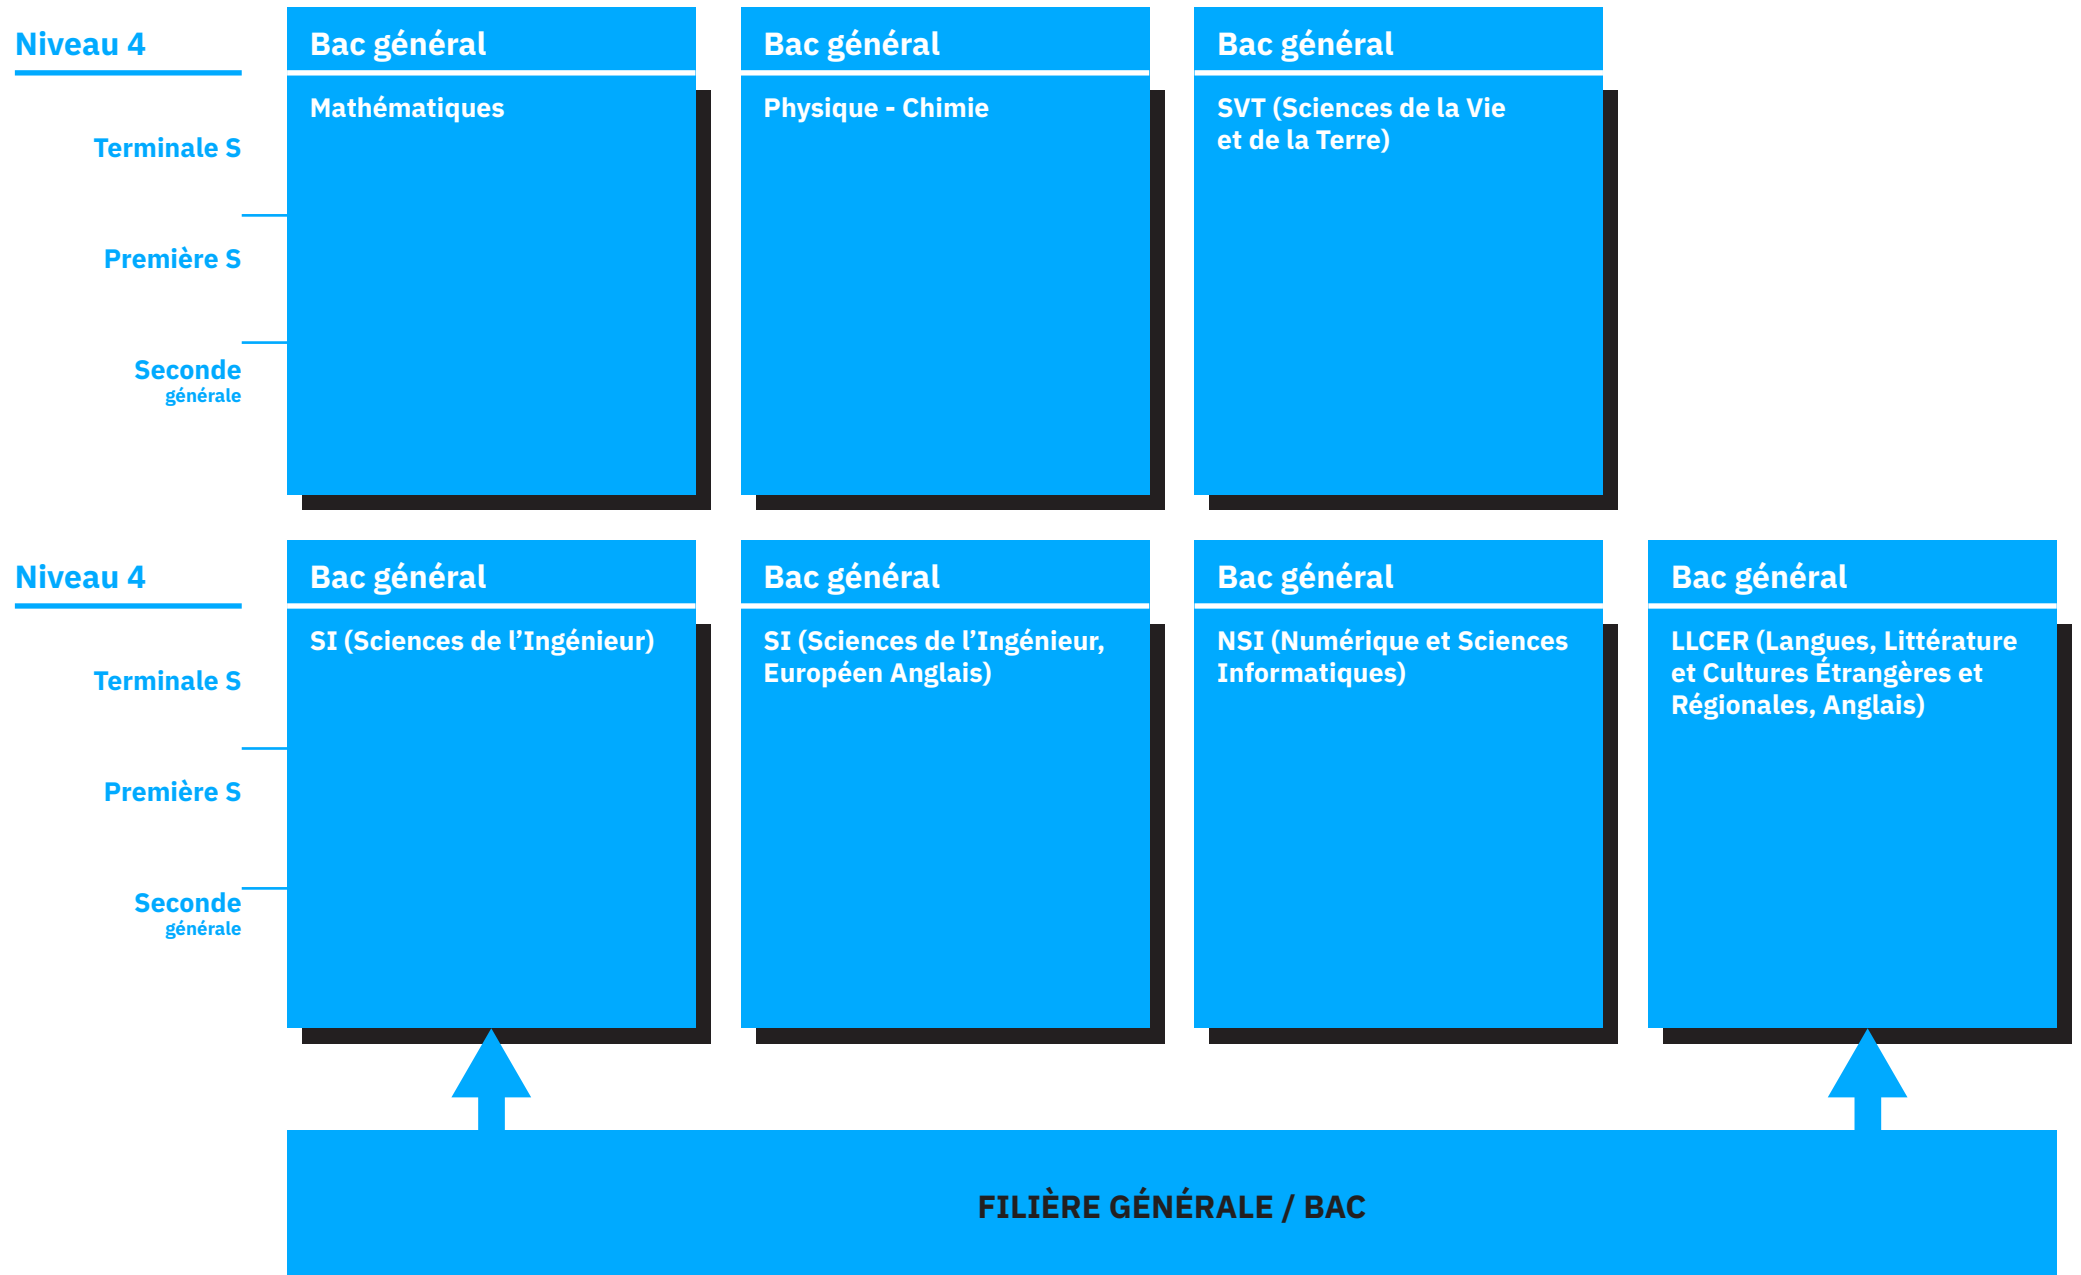 Niveau 4
Terminale S
Première S
Seconde
générale
Bac général
Mathématiques
Bac général
Physique - Chimie
Bac général
SVT (Sciences de la Vie
et de la Terre)
Niveau 4
Terminale S
Première S
Seconde
générale
Bac général
SI (Sciences de l’Ingénieur)
Bac général
SI (Sciences de l’Ingénieur,
Européen Anglais)
Bac général
NSI (Numérique et Sciences
Informatiques)
Bac général
LLCER (Langues, Littérature
et Cultures Étrangères et
Régionales, Anglais)
FILIÈRE GÉNÉRALE / BAC